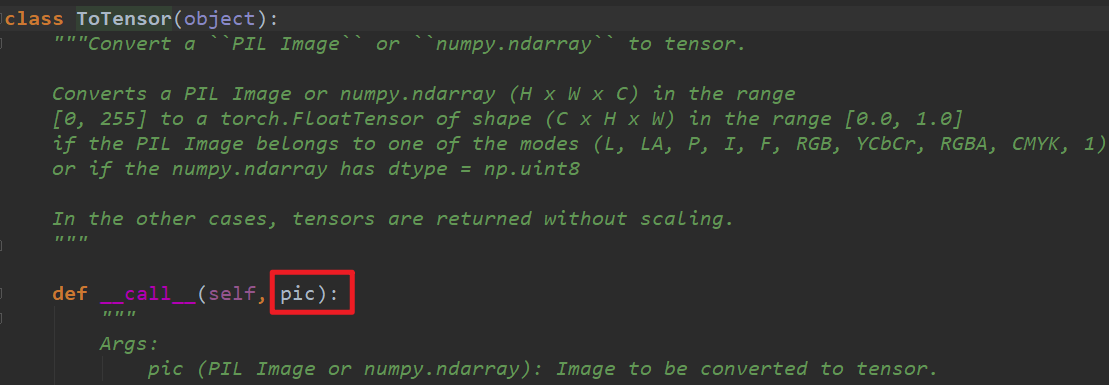 class ToTensor(object):
"""Convert a ``PIL Image`` or ``numpy.ndarray`` to tensor.
Converts a PIL Image or numpy.ndarray (H x W x C) in the range
[0, 255] to a torch.FloatTensor of shape (C x H x W) in the range [0.0, 1.0]
if the PIL Image belongs to one of the modes (L, LA, P, I, F, RGB, YCbCr, RGBA, CMYK, 1)
or if the numpy.ndarray has dtype = np.uint8
In the other cases, tensors are returned without scaling.
"""
def __call__(self, pic):
"""
Args:
pic (PIL Image or numpy.ndarray): Image to be converted to tensor.